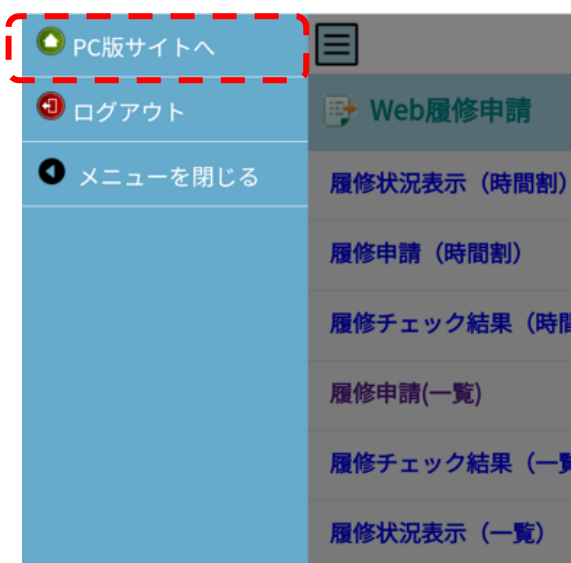 PC版サイトへ
ログアウト
メニューを閉じる
Web履修申請
履修状況表示（時間割）
履修申請（時間割）
履修チェック結果（時
履修申請(一覧)
履修チェック結果（一
履修状況表示（一覧）